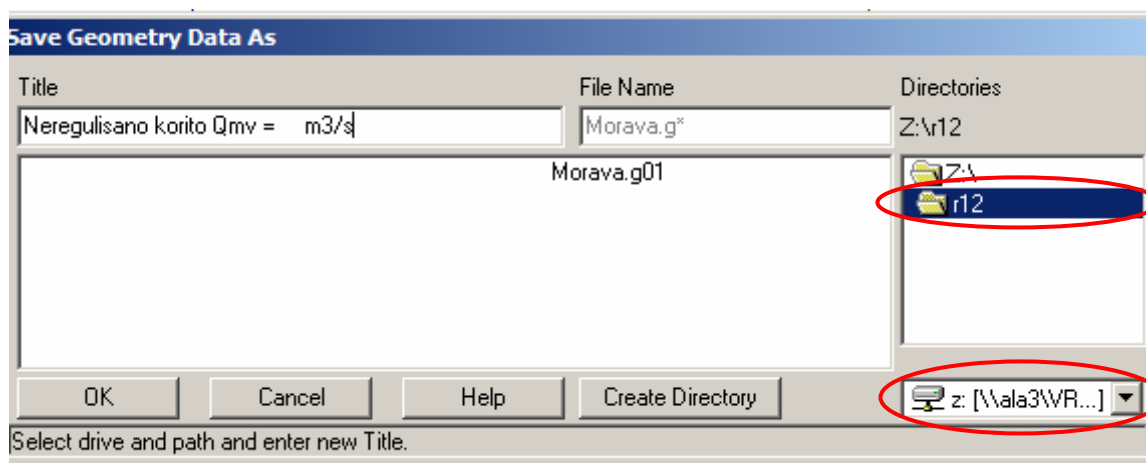 Save Geometry Data As
Title File Name Directories
Neregulisano korito Qmv = m3/s Morava.g* Z:\r12
Morava.g01 Z:\
r12
OK Cancel Help Create Directory z: [\\ala3\VR...]
Select drive and path and enter new Title.